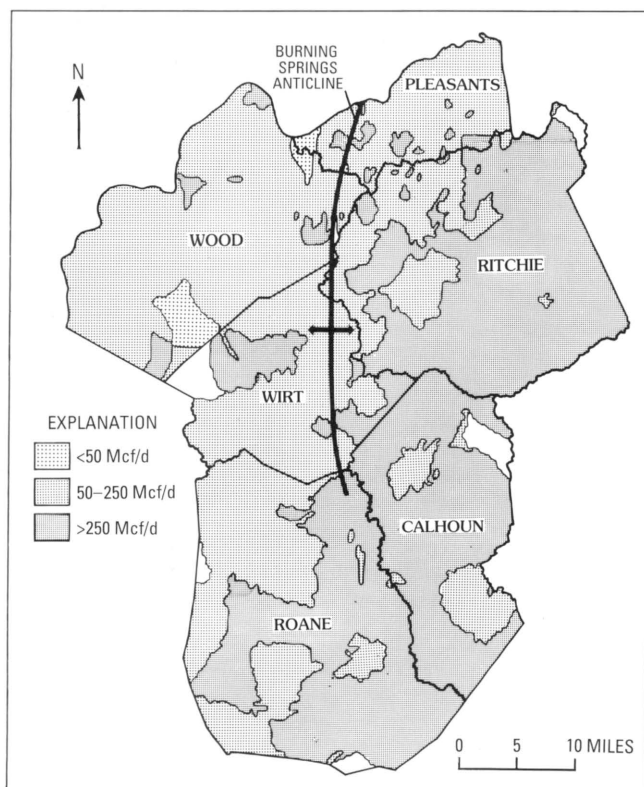 N
BURNING
SPRINGS
ANTICLINE
PLEASANTS
WOOD
RITCHIE
WIRT
EXPLANATION
<50 Mcf/d
50–250 Mcf/d
>250 Mcf/d
CALHOUN
ROANE
0 5 10 MILES